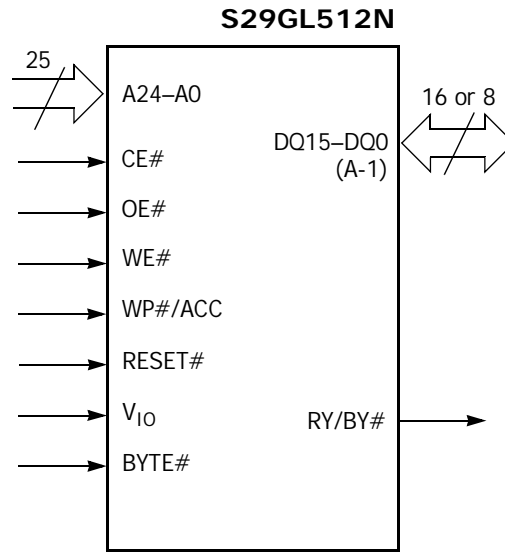 S29GL512N
25
A24–A0
16 or 8
DQ15–DQ0
(A-1)
CE#
OE#
WE#
WP#/ACC
RESET#
VIO
RY/BY#
BYTE#